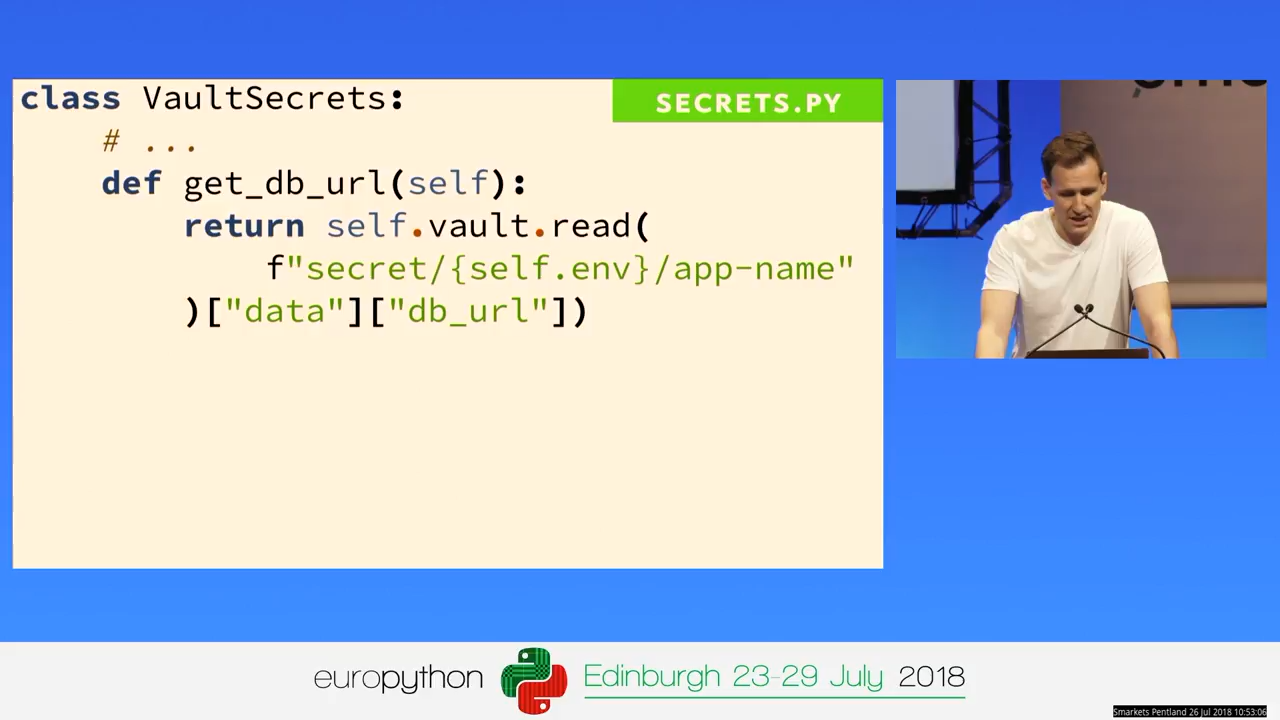 class VaultSecrets:
SECRETS.PY
    # ...
    def get_db_url(self):
        return self.vault.read(
            f"secret/{self.env}/app-name"
        )["data"]["db_url"])
europython
Edinburgh 23-29 July 2018
Smarkets Pentland 26 Jul 2018 10:53:06